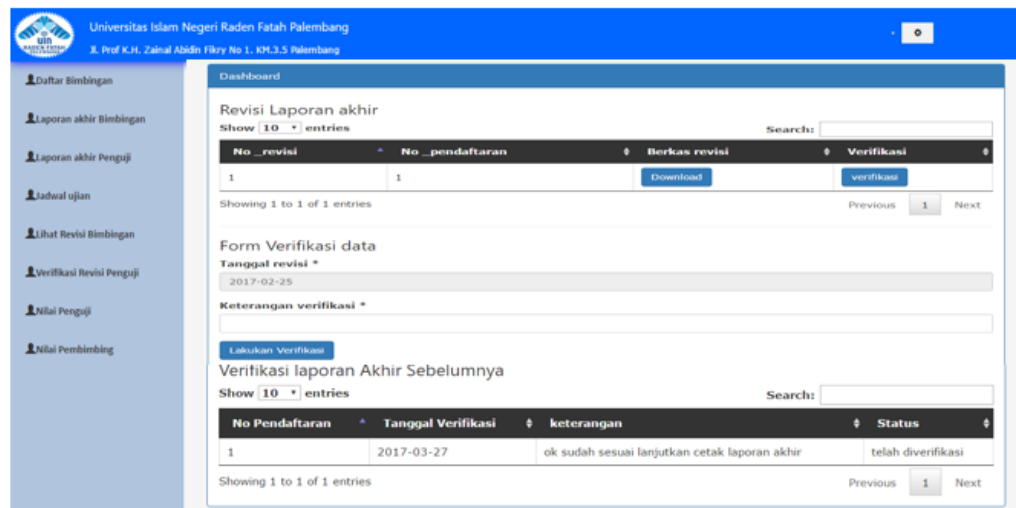 Universitas Islam Negeri Raden Fatah Palembang
Jl. Prof K.H. Zainal Abidin Fikry No 1. KM.3.5 Palembang
uin
RADEN FATAH
Daftar Bimbingan
Laporan akhir Bimbingan
Laporan akhir Penguji
Jadwal ujian
Lihat Revisi Bimbingan
Verifikasi Revisi Penguji
Nilai Penguji
Nilai Pembimbing
Dashboard
Revisi Laporan akhir
Show 10 entries Search:
No _revisi No _pendaftaran Berkas revisi Verifikasi
1 1 Download verifikasi
Showing 1 to 1 of 1 entries Previous 1 Next
Form Verifikasi data
Tanggal revisi *
2017-02-25
Keterangan verifikasi *
Lakukan Verifikasi
Verifikasi laporan Akhir Sebelumnya
Show 10 entries Search:
No Pendaftaran Tanggal Verifikasi keterangan Status
1 2017-03-27 ok sudah sesuai lanjutkan cetak laporan akhir telah diverifikasi
Showing 1 to 1 of 1 entries Previous 1 Next